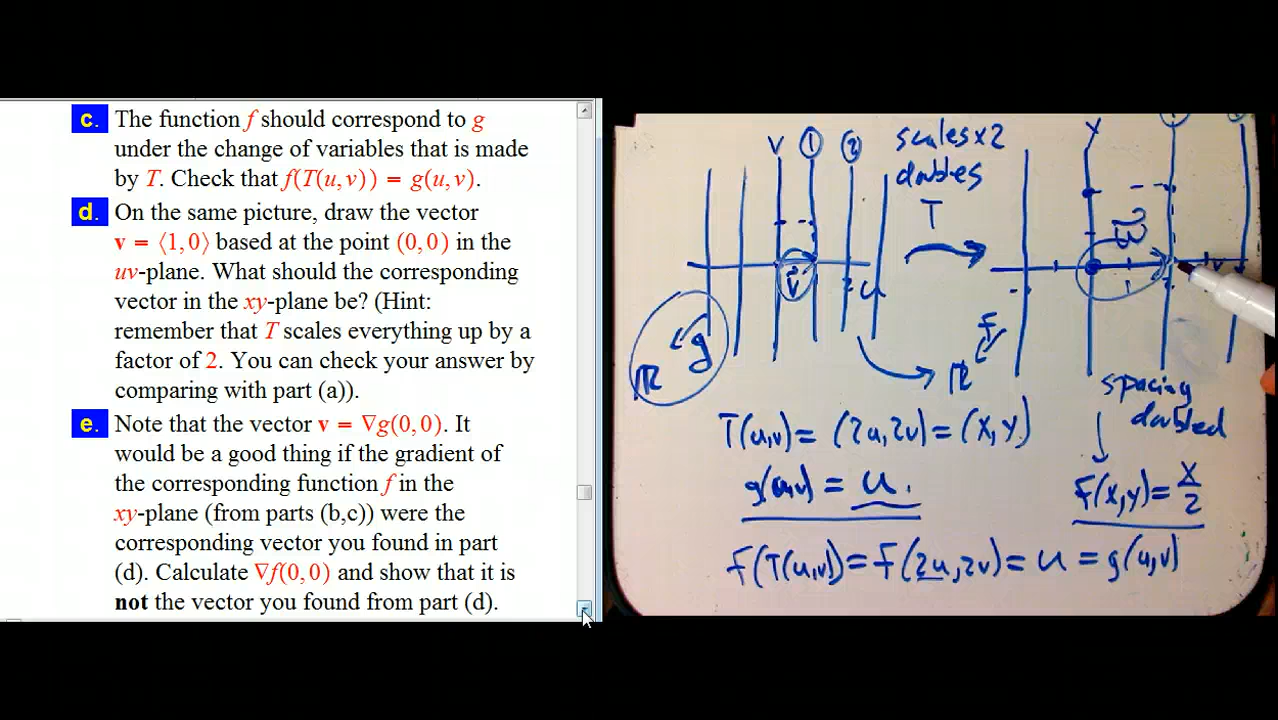 c. The function f should correspond to g
under the change of variables that is made
by T. Check that f(T(u,v)) = g(u,v).
d. On the same picture, draw the vector
v = ⟨1,0⟩ based at the point (0,0) in the
uv-plane. What should the corresponding
vector in the xy-plane be? (Hint:
remember that T scales everything up by a
factor of 2. You can check your answer by
comparing with part (a)).
e. Note that the vector v = ∇g(0,0). It
would be a good thing if the gradient of
the corresponding function f in the
xy-plane (from parts (b,c)) were the
corresponding vector you found in part
(d). Calculate ∇f(0,0) and show that it is
not the vector you found from part (d).
v 1 2
scales x2
doubles
T
y
v
u
2v
g
R
R
f
spacing
doubled
T(u,v) = (2u,2v) = (x,y)
g(u,v) = u.
f(x,y) = x/2
f(T(u,v)) = f(2u,2v) = u = g(u,v)